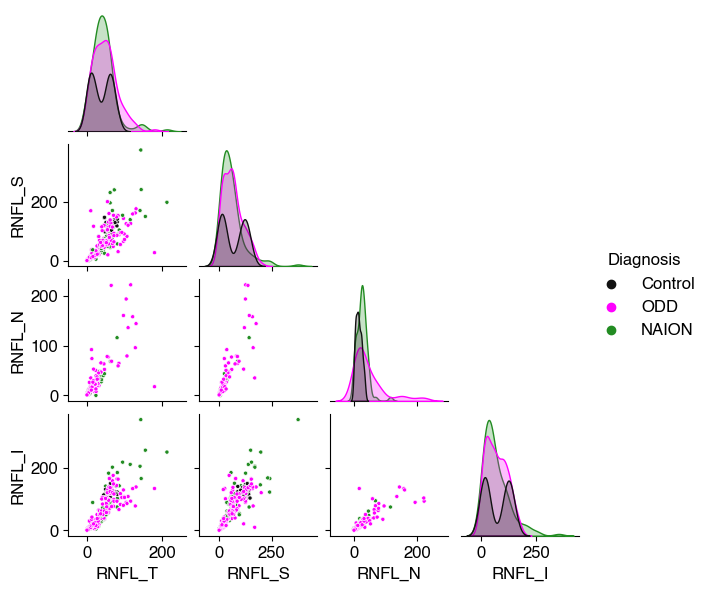 RNFL_S
200
0
Diagnosis
Control
ODD
NAION
RNFL_N
200
100
0
RNFL_I
200
0
0 200
0 250
0 200
0 250
RNFL_T
RNFL_S
RNFL_N
RNFL_I